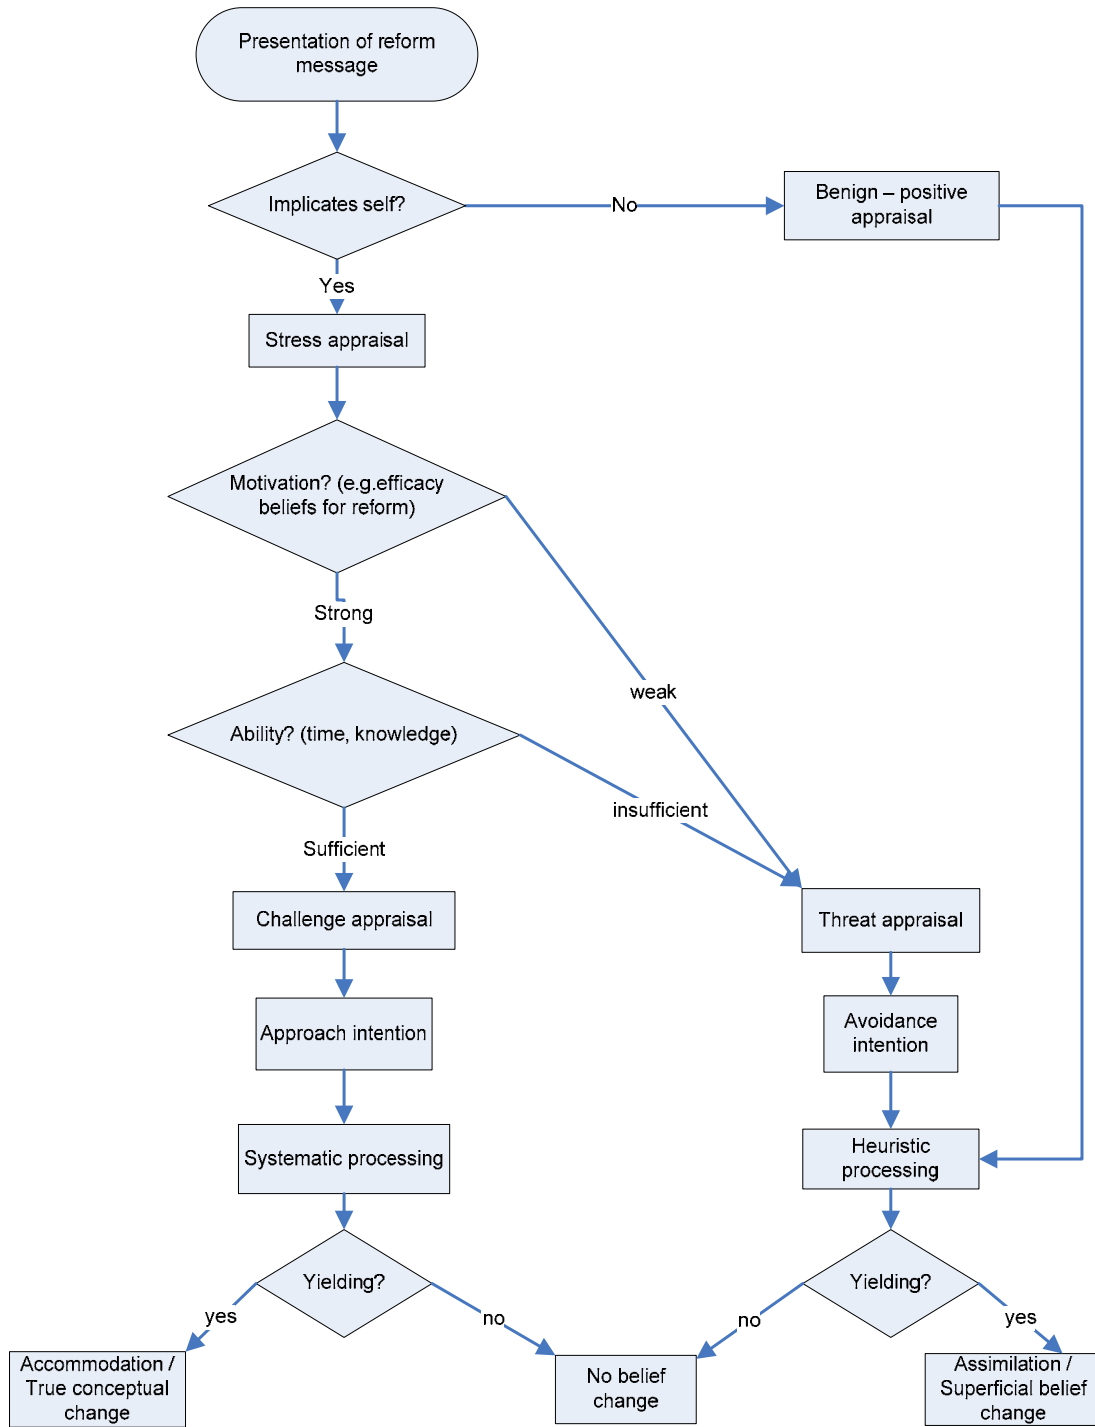 Presentation of reform
message
Implicates self?
No
Benign – positive
appraisal
Yes
Stress appraisal
Motivation? (e.g.efficacy
beliefs for reform)
Strong
weak
Ability? (time, knowledge)
insufficient
Sufficient
Challenge appraisal
Threat appraisal
Approach intention
Avoidance
intention
Systematic processing
Heuristic
processing
Yielding?
Yielding?
yes
no
no
yes
Accommodation /
True conceptual
change
No belief
change
Assimilation /
Superficial belief
change